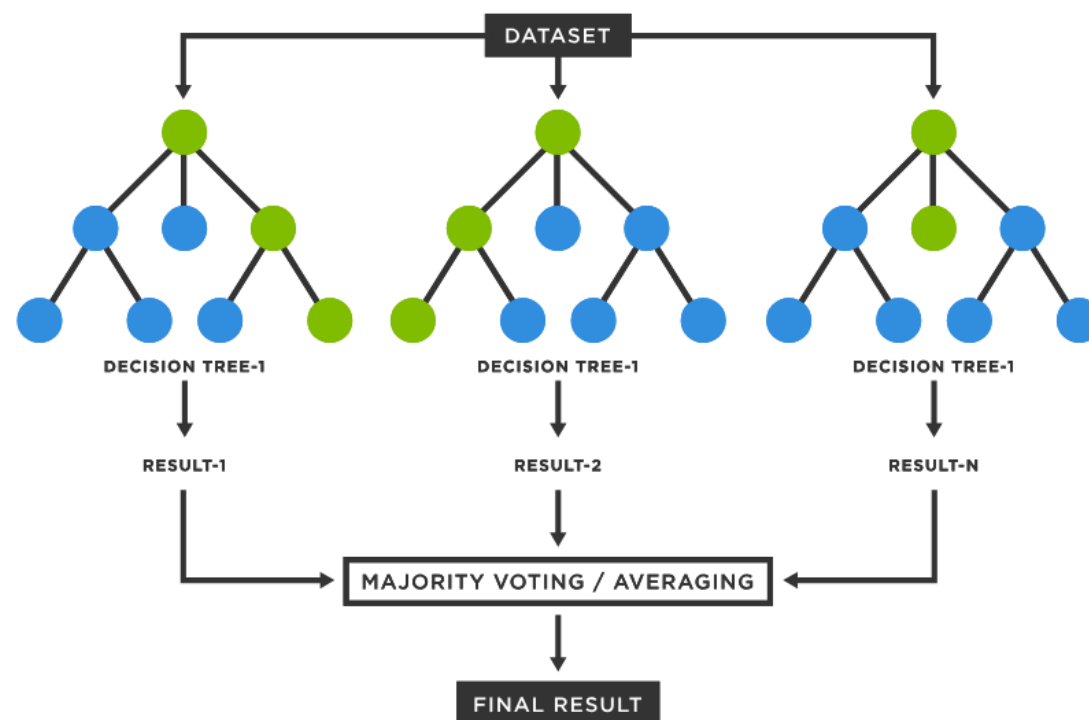 DATASET
DECISION TREE-1
DECISION TREE-1
DECISION TREE-1
RESULT-1
RESULT-2
RESULT-N
MAJORITY VOTING / AVERAGING
FINAL RESULT